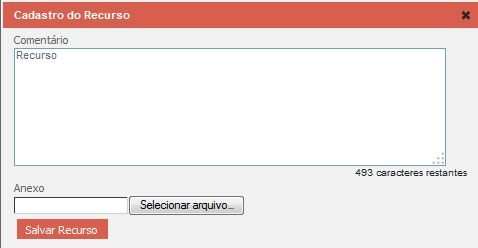 Cadastro do Recurso
Comentário
Recurso
493 caracteres restantes
Anexo
Selecionar arquivo...
Salvar Recurso